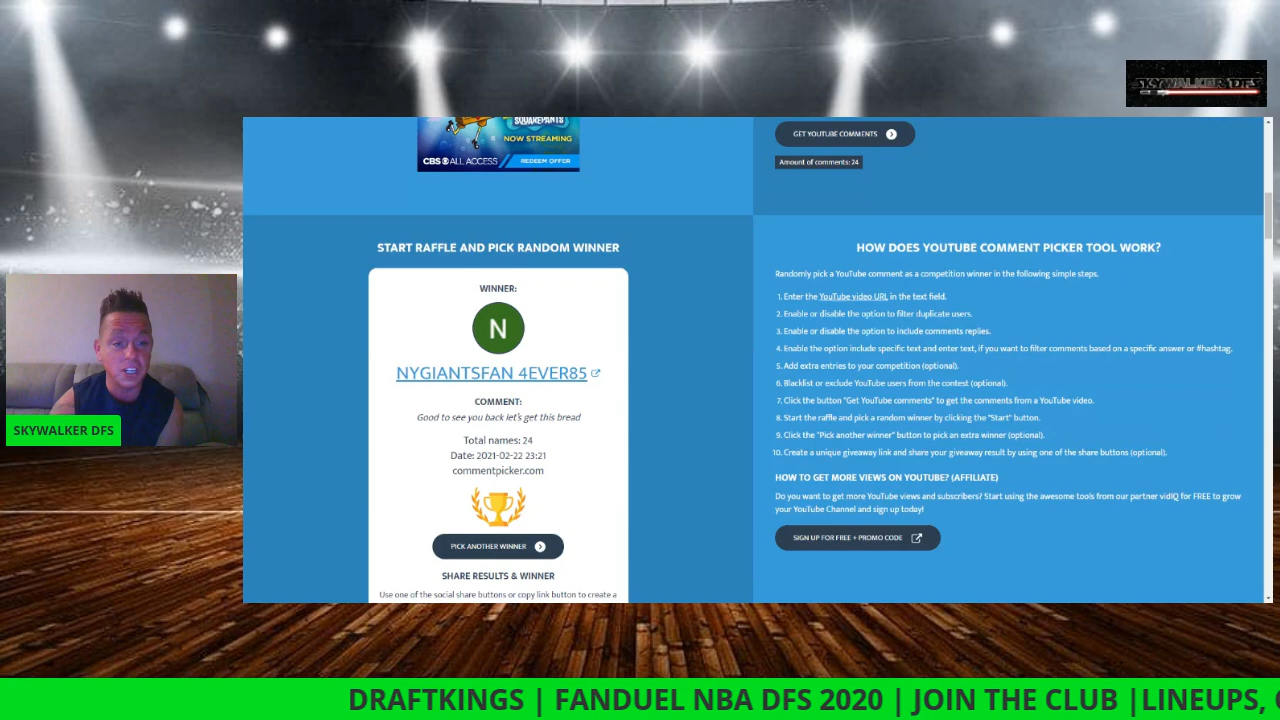 SKYWALKER DFS
SQUAREPANTS
NOW STREAMING
CBS ALL ACCESS
REDEEM OFFER
GET YOUTUBE COMMENTS
Amount of comments: 24
START RAFFLE AND PICK RANDOM WINNER
WINNER:
N
NYGIANTSFAN 4EVER85
COMMENT:
Good to see you back let's get this bread
Total names: 24
Date: 2021-02-22 23:21
commentpicker.com
PICK ANOTHER WINNER
SHARE RESULTS & WINNER
Use one of the social share buttons or copy link button to create a
HOW DOES YOUTUBE COMMENT PICKER TOOL WORK?
Randomly pick a YouTube comment as a competition winner in the following simple steps.
1. Enter the YouTube video URL in the text field.
2. Enable or disable the option to filter duplicate users.
3. Enable or disable the option to include comments replies.
4. Enable the option include specific text and enter text, if you want to filter comments based on a specific answer or #hashtag.
5. Add extra entries to your competition (optional).
6. Blacklist or exclude YouTube users from the contest (optional).
7. Click the button "Get YouTube comments" to get the comments from a YouTube video.
8. Start the raffle and pick a random winner by clicking the "Start" button.
9. Click the "Pick another winner" button to pick an extra winner (optional).
10. Create a unique giveaway link and share your giveaway result by using one of the share buttons (optional).
HOW TO GET MORE VIEWS ON YOUTUBE? (AFFILIATE)
Do you want to get more YouTube views and subscribers? Start using the awesome tools from our partner vidIQ for FREE to grow
your YouTube Channel and sign up today!
SIGN UP FOR FREE + PROMO CODE
SKYWALKER DFS
DRAFTKINGS | FANDUEL NBA DFS 2020 | JOIN THE CLUB |LINEUPS,